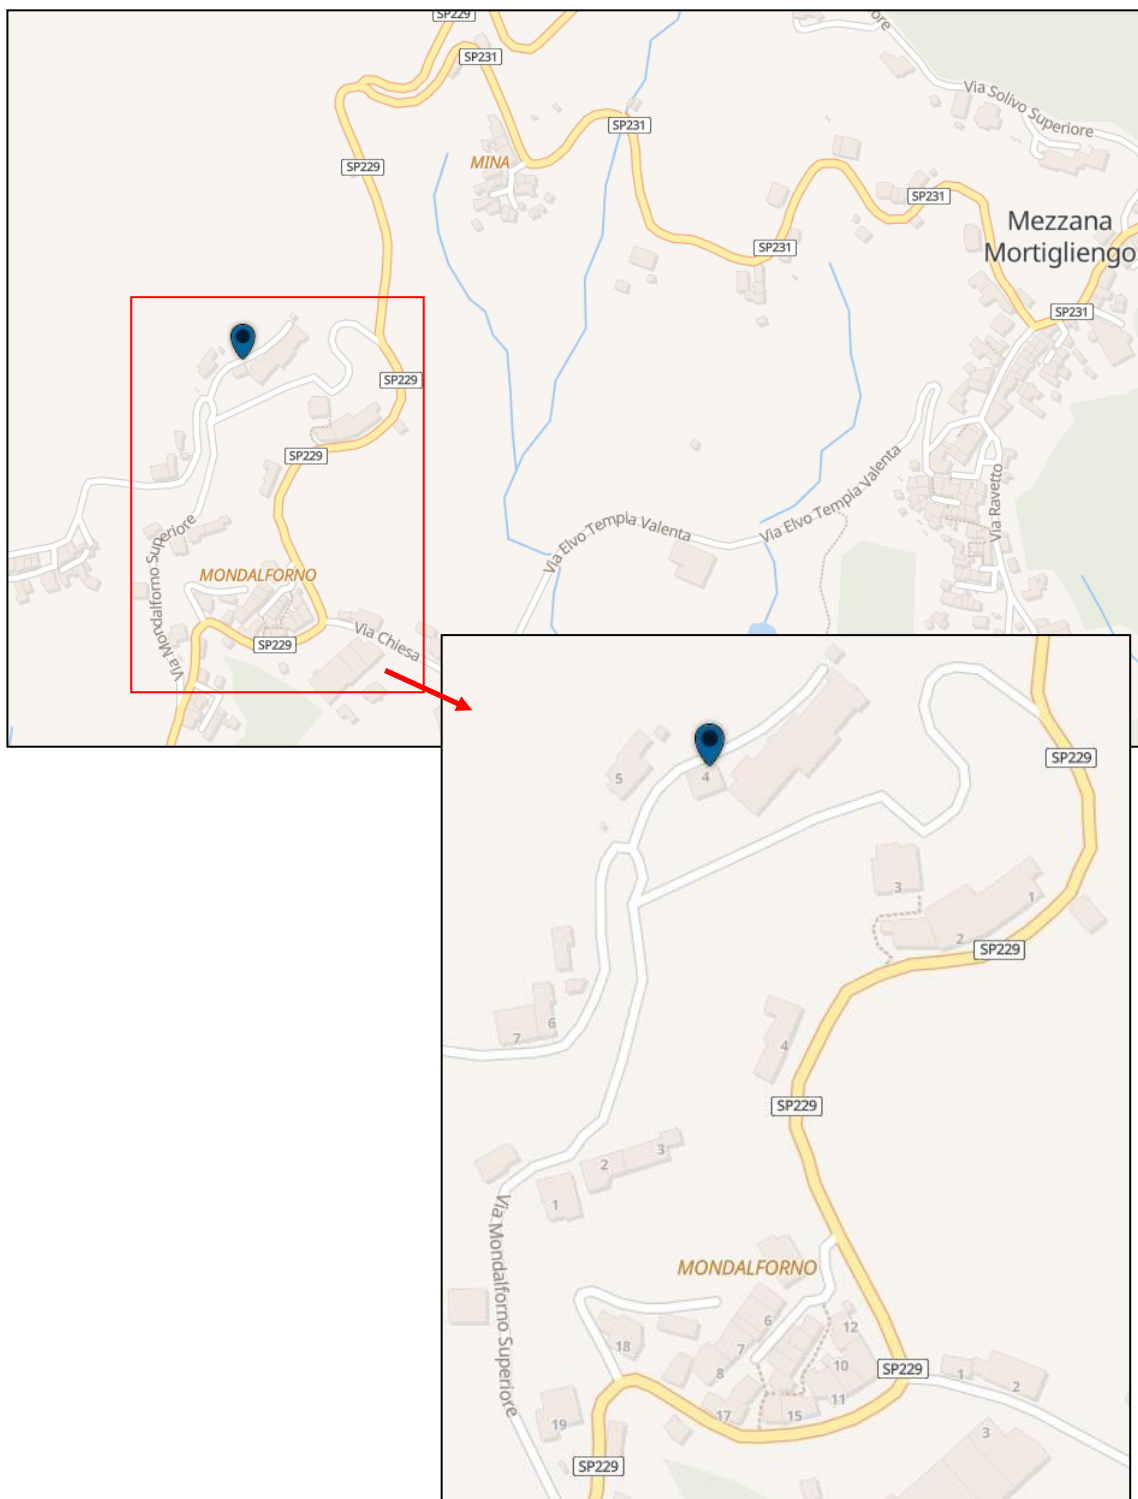 SP229
SP231
ore
Via Solivo Superiore
SP231
SP229
MINA
SP231
Mezzana
Mortigliengo
SP231
SP231
SP229
SP229
Via Elvo Tempia Valenta
Via Elvo Tempia Valenta
Via Ravetto
Via Mondalforno Superiore
MONDALFORNO
SP229
Via Chiesa
SP229
5
4
3
1
2
SP229
6
7
4
SP229
2
3
1
Via Mondalforno Superiore
MONDALFORNO
6
12
18
7
10
SP229
8
1
2
11
17
15
19
3
SP229